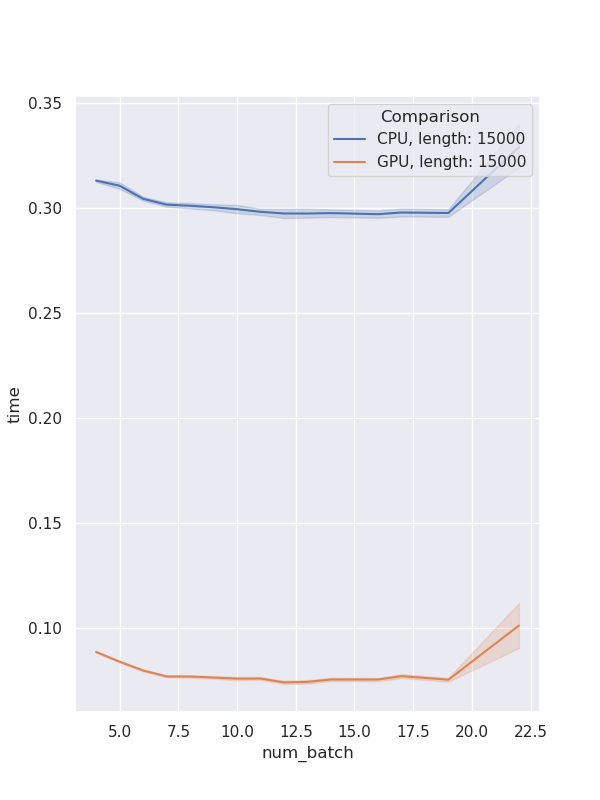 Comparison
CPU, length: 15000
GPU, length: 15000
0.35
0.30
0.25
0.20
0.15
0.10
time
5.0 7.5 10.0 12.5 15.0 17.5 20.0 22.5
num_batch